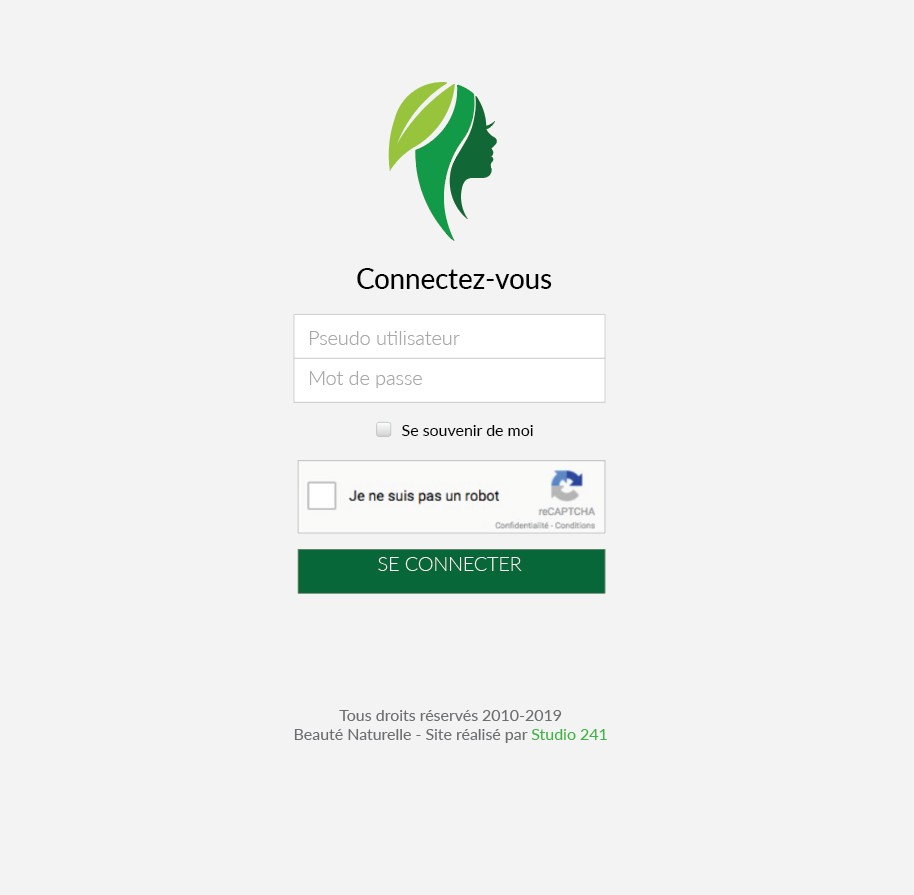 Connectez-vous
Pseudo utilisateur
Mot de passe
Se souvenir de moi
Je ne suis pas un robot
reCAPTCHA
Confidentialité - Conditions
SE CONNECTER
Tous droits réservés 2010-2019
Beauté Naturelle - Site réalisé par Studio 241